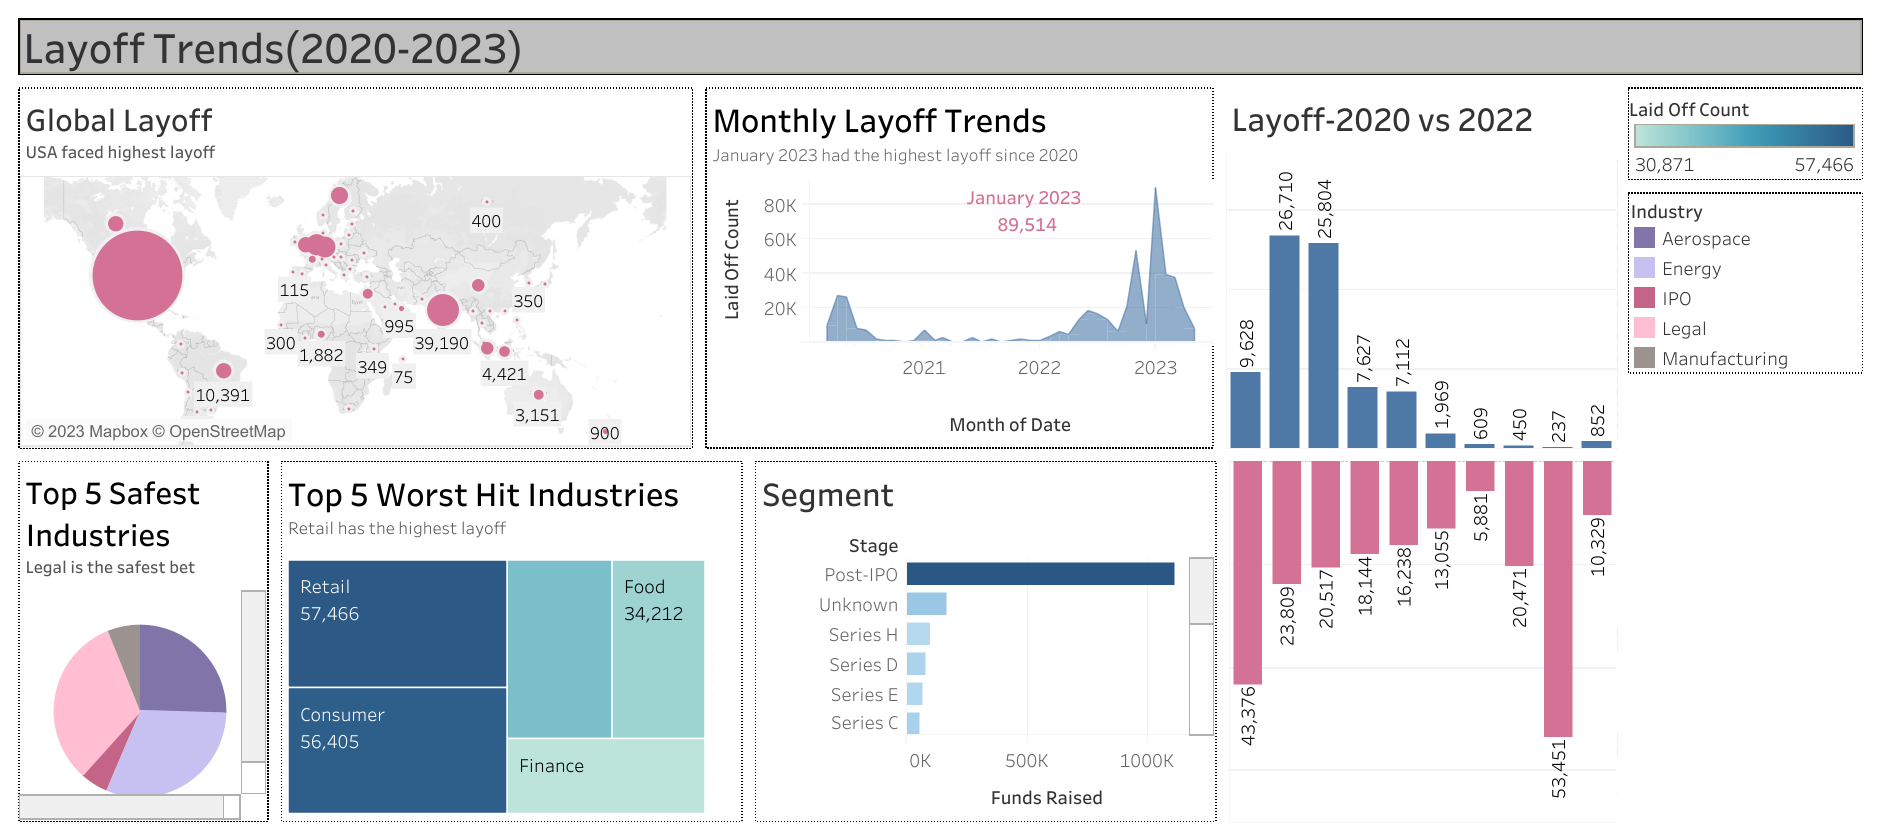 Layoff Trends(2020-2023)
Global Layoff
USA faced highest layoff
400
115
350
995
300
39,190
1,882
349
75
4,421
10,391
3,151
900
© 2023 Mapbox © OpenStreetMap
Monthly Layoff Trends
January 2023 had the highest layoff since 2020
Laid Off Count
80K
60K
40K
20K
January 2023
89,514
2021
2022
2023
Month of Date
Layoff-2020 vs 2022
9,628
26,710
25,804
7,627
7,112
1,969
609
450
237
852
43,376
23,809
20,517
18,144
16,238
13,055
5,881
20,471
53,451
10,329
Laid Off Count
30,871
57,466
Industry
Aerospace
Energy
IPO
Legal
Manufacturing
Top 5 Safest
Industries
Legal is the safest bet
Top 5 Worst Hit Industries
Retail has the highest layoff
Retail
57,466
Consumer
56,405
Food
34,212
Finance
Segment
Stage
Post-IPO
Unknown
Series H
Series D
Series E
Series C
0K
500K
1000K
Funds Raised